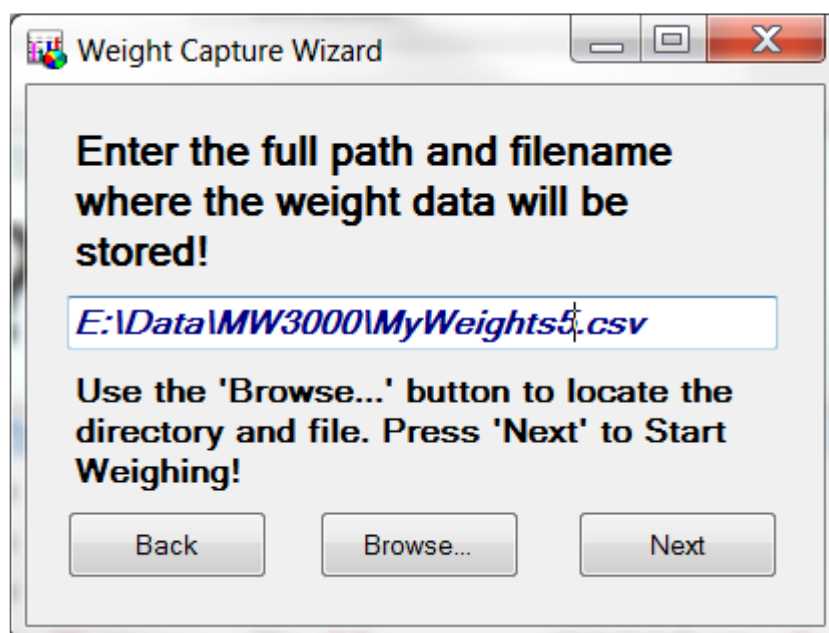 Weight Capture Wizard
Enter the full path and filename
where the weight data will be
stored!
E:\Data\MW3000\MyWeights5.csv
Use the 'Browse...' button to locate the
directory and file. Press 'Next' to Start
Weighing!
Back
Browse...
Next